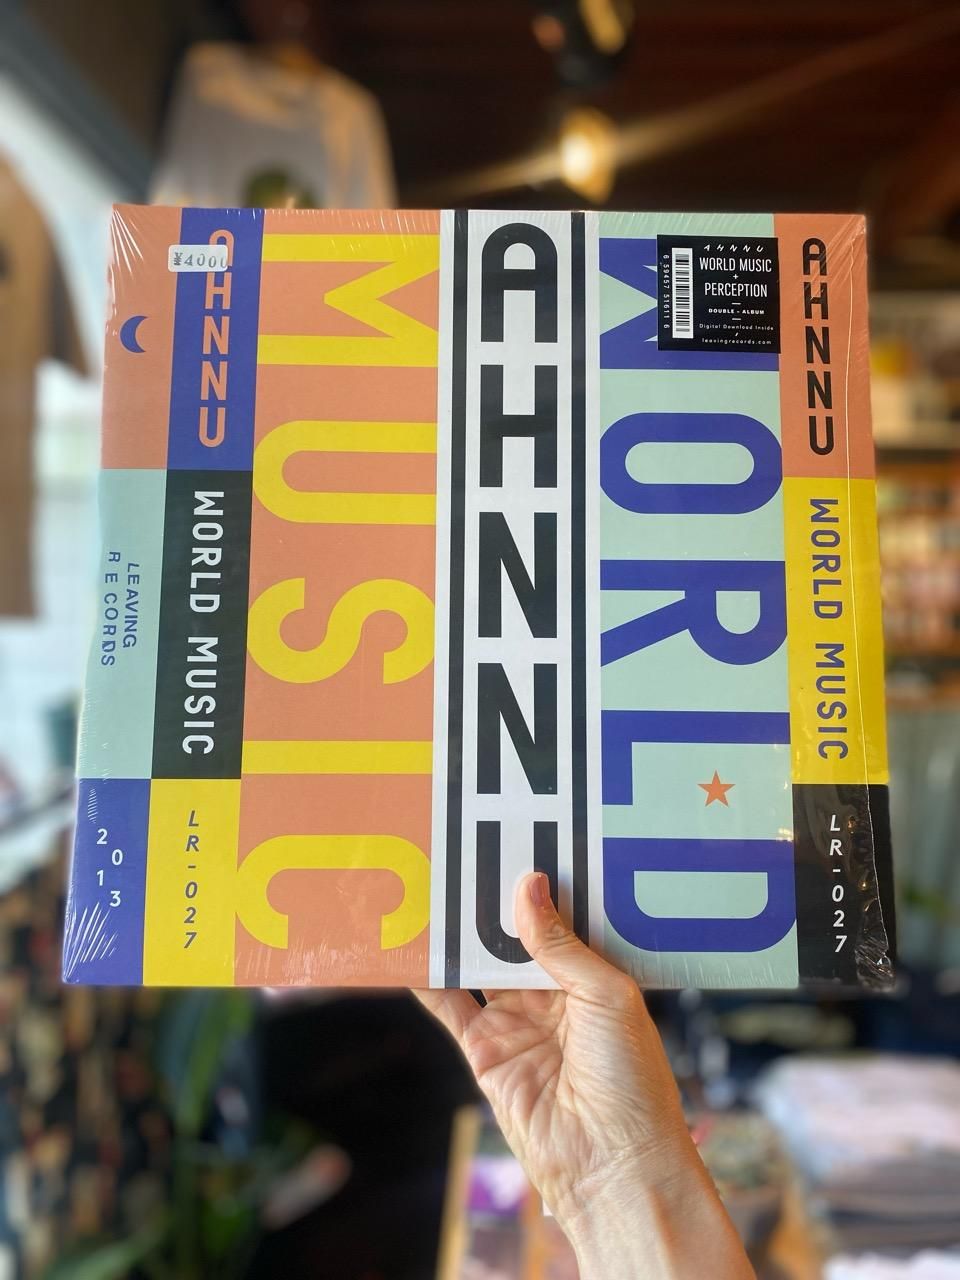 ¥4000
AHNNU
WORLD MUSIC
LEAVING
RECORDS
2013
LR-027
MUSIC
AHNNU
WORLD
AHNNU
WORLD MUSIC
+
PERCEPTION
DOUBLE - ALBUM
Digital Download Inside
leavingrecords.com
6 59457 51611 6
AHNNU
WORLD MUSIC
LR-027